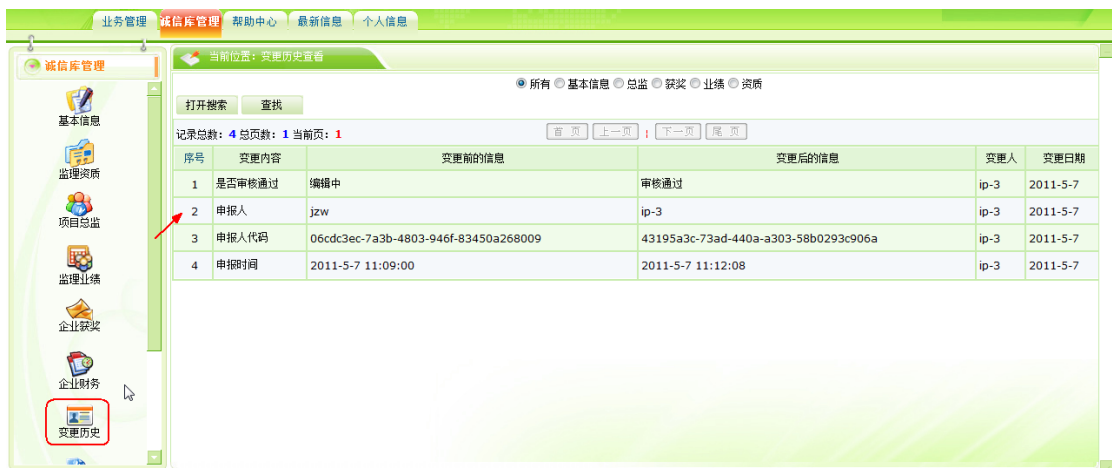 业务管理 诚信库管理 帮助中心 最新信息 个人信息
诚信库管理
当前位置：变更历史查看
所有 基本信息 总监 获奖 业绩 资质
打开搜索 查找
记录总数：4 总页数：1 当前页：1 首 页 上一页 下一页 尾 页
序号 变更内容 变更前的信息 变更后的信息 变更人 变更日期
1 是否审核通过 编辑中 审核通过 ip-3 2011-5-7
2 申报人 jzw ip-3 ip-3 2011-5-7
3 申报人代码 06cdc3ec-7a3b-4803-946f-83450a268009 43195a3c-73ad-440a-a303-58b0293c906a ip-3 2011-5-7
4 申报时间 2011-5-7 11:09:00 2011-5-7 11:12:08 ip-3 2011-5-7
基本信息
监理资质
项目总监
监理业绩
企业获奖
企业财务
变更历史